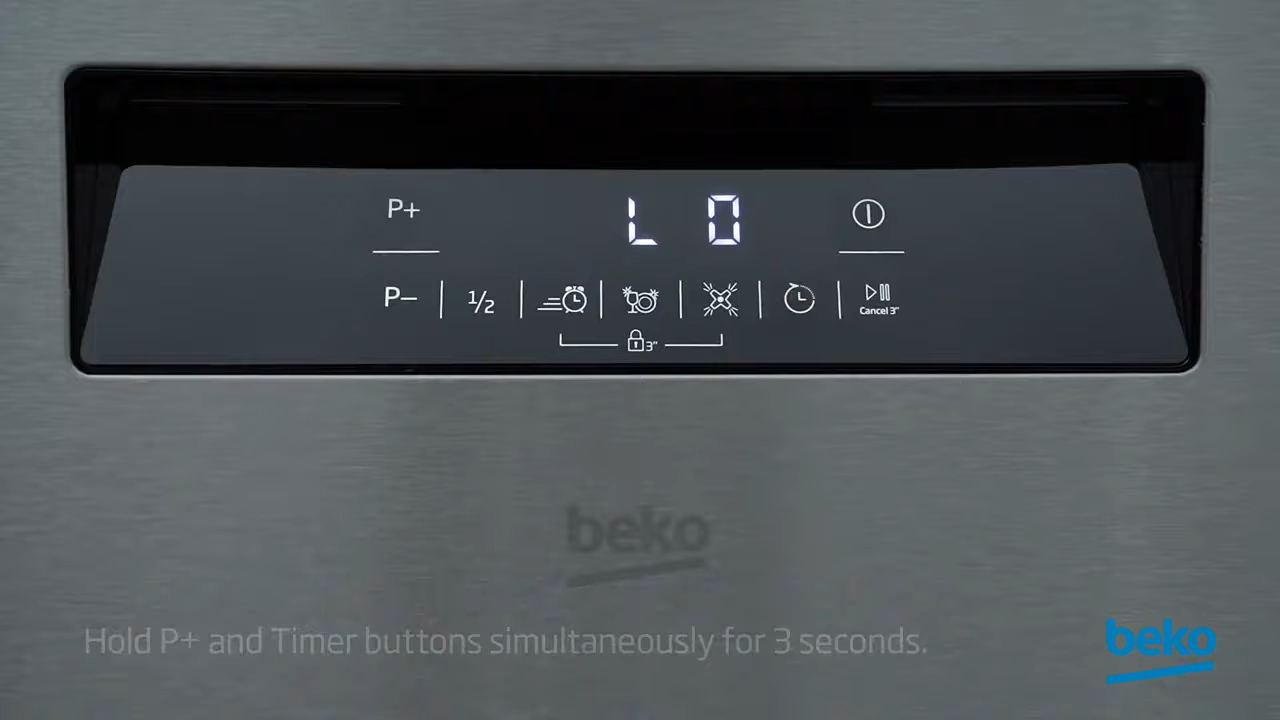 P+
L 0
P–
½
Cancel 3"
3"
beko
Hold P+ and Timer buttons simultaneously for 3 seconds.
beko